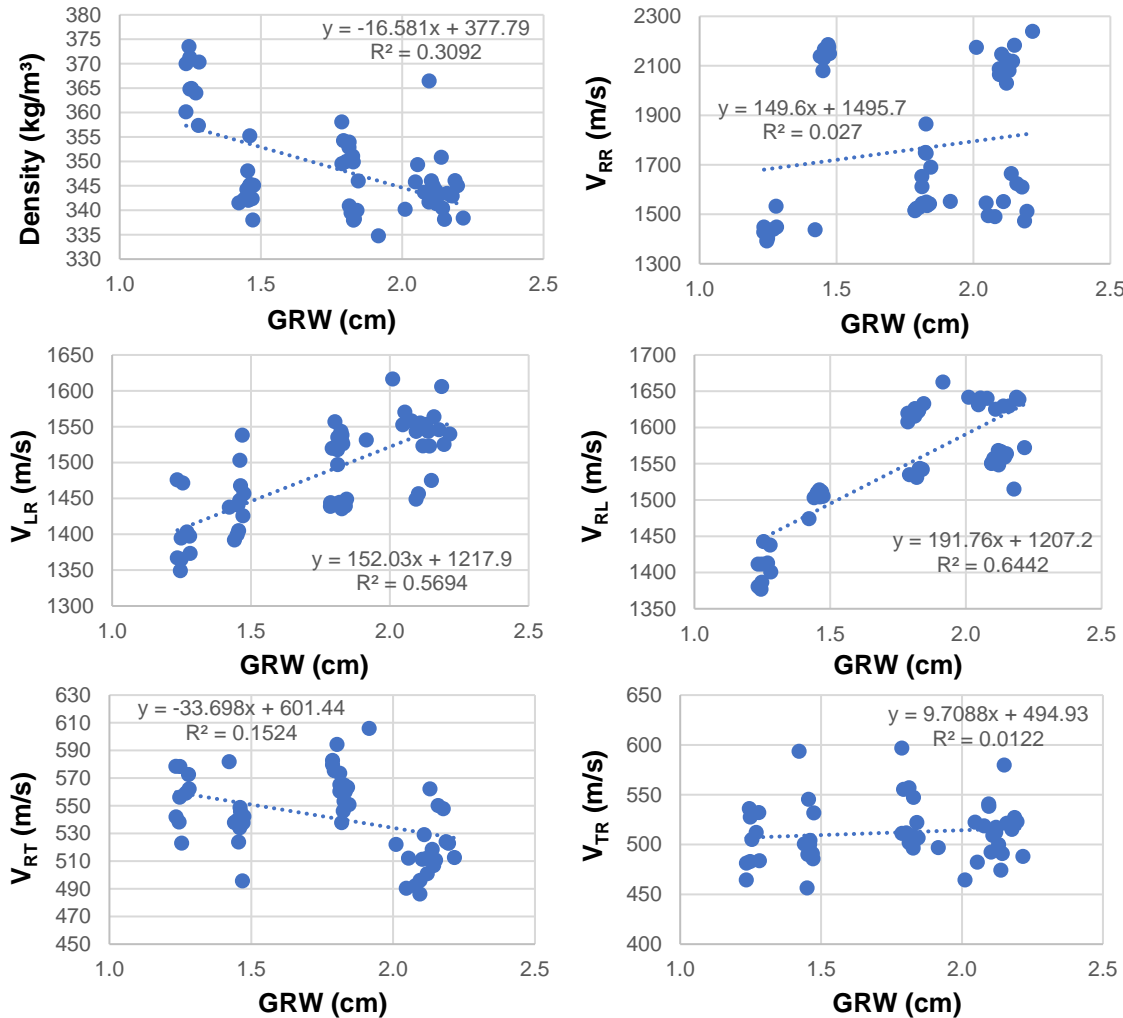 Density (kg/m³)
380
375
370
365
360
355
350
345
340
335
330
y = -16.581x + 377.79
R² = 0.3092
1.0 1.5 2.0 2.5
GRW (cm)
VRR (m/s)
2300
2100
1900
1700
1500
1300
y = 149.6x + 1495.7
R² = 0.027
1.0 1.5 2.0 2.5
GRW (cm)
VLR (m/s)
1650
1600
1550
1500
1450
1400
1350
1300
y = 152.03x + 1217.9
R² = 0.5694
1.0 1.5 2.0 2.5
GRW (cm)
VRL (m/s)
1700
1650
1600
1550
1500
1450
1400
1350
y = 191.76x + 1207.2
R² = 0.6442
1.0 1.5 2.0 2.5
GRW (cm)
VRT (m/s)
630
610
590
570
550
530
510
490
470
450
y = -33.698x + 601.44
R² = 0.1524
1.0 1.5 2.0 2.5
GRW (cm)
VTR (m/s)
650
600
550
500
450
400
y = 9.7088x + 494.93
R² = 0.0122
1.0 1.5 2.0 2.5
GRW (cm)